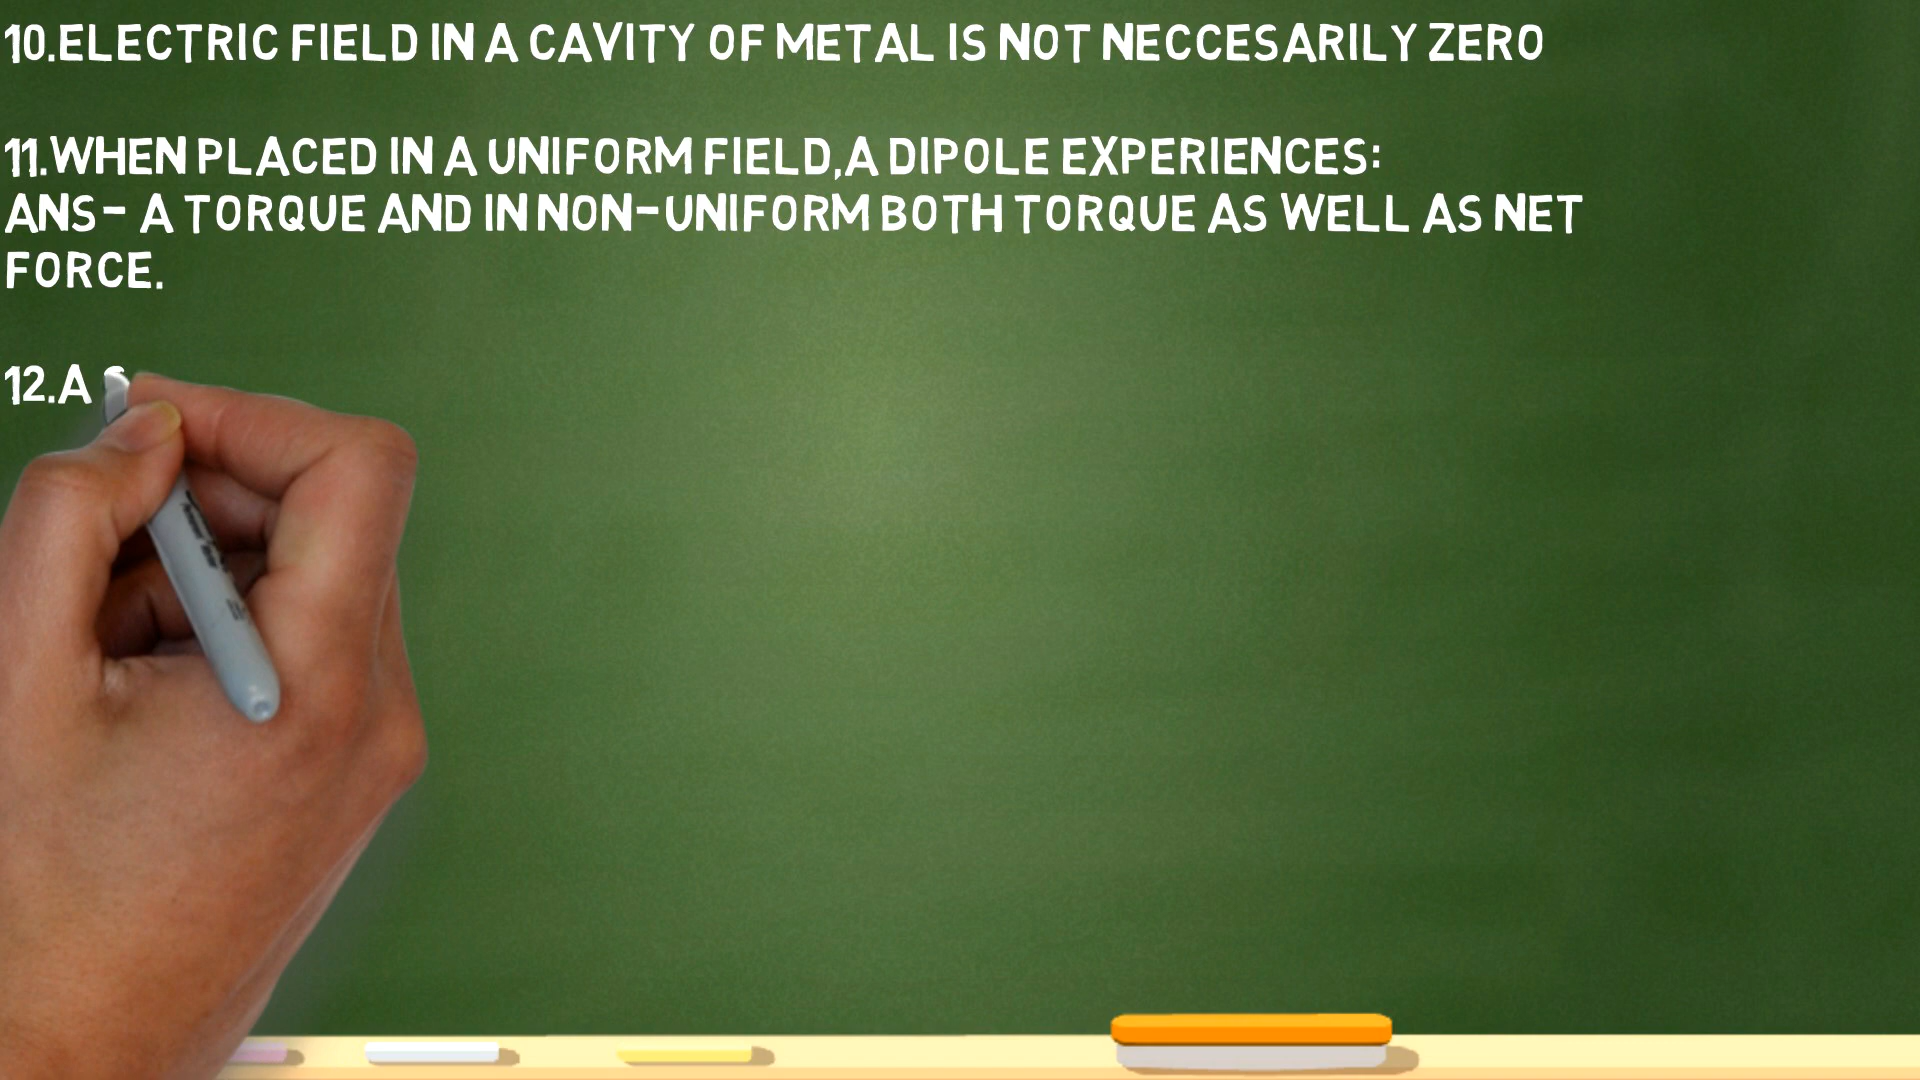 10.ELECTRIC FIELD IN A CAVITY OF METAL IS NOT NECCESARILY ZERO
11.WHEN PLACED IN A UNIFORM FIELD,A DIPOLE EXPERIENCES:
ANS- A TORQUE AND IN NON-UNIFORM BOTH TORQUE AS WELL AS NET
FORCE.
12.A